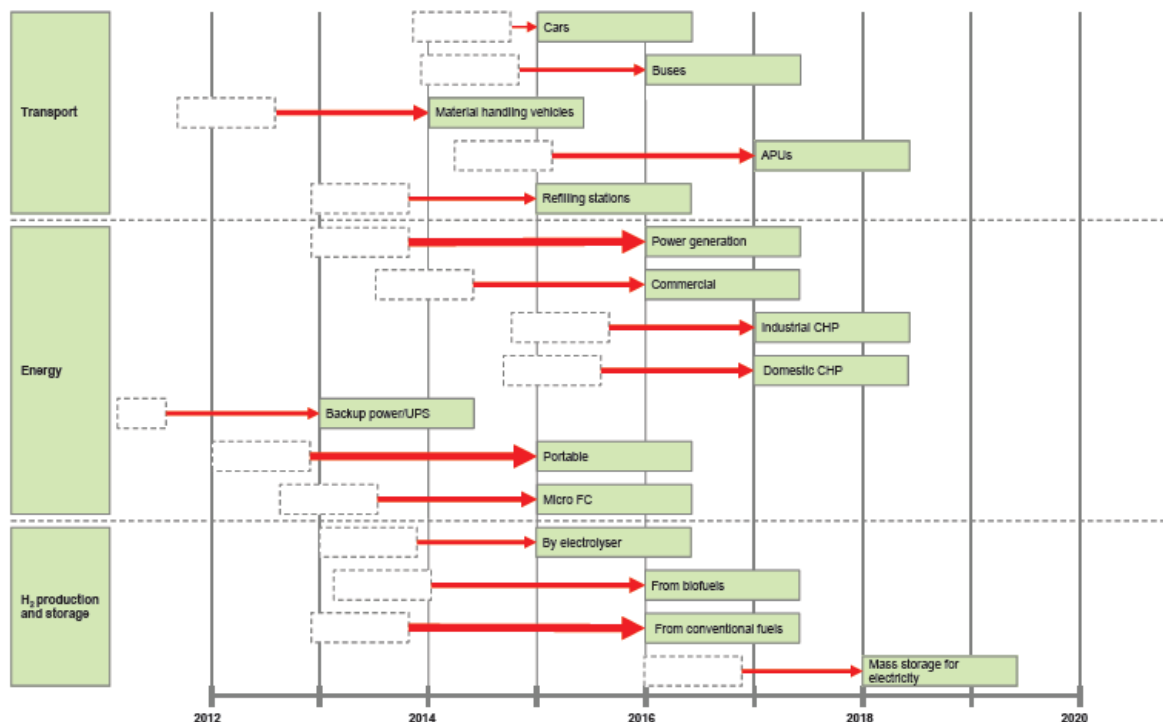 Cars
Buses
Transport
Material handling vehicles
APUs
Refilling stations
Power generation
Commercial
Industrial CHP
Energy
Domestic CHP
Backup power/UPS
Portable
Micro FC
By electrolyser
From biofuels
H₂ production
and storage
From conventional fuels
Mass storage for
electricity
2012 2014 2016 2018 2020